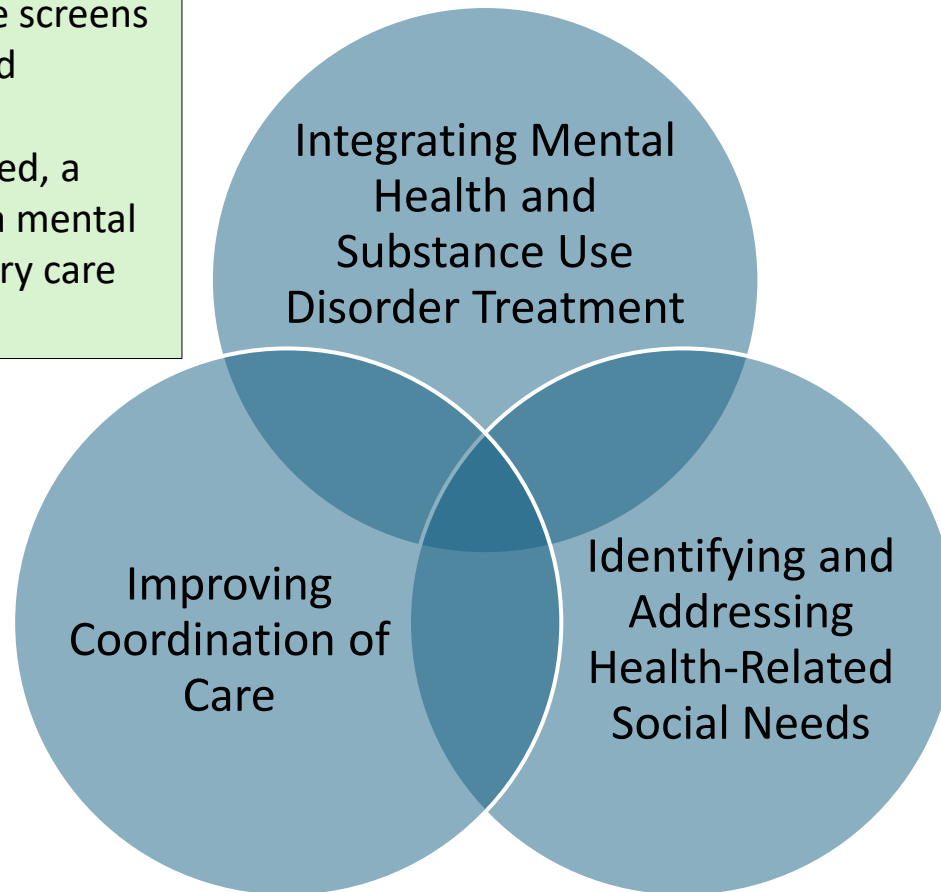 e screens
d
ed, a
n mental
ry care
Integrating Mental
Health and
Substance Use
Disorder Treatment
Improving
Coordination of
Care
Identifying and
Addressing
Health-Related
Social Needs